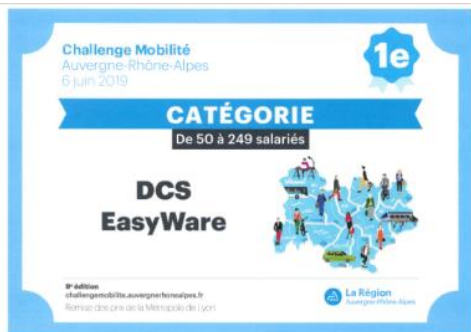 Challenge Mobilité
Auvergne-Rhône-Alpes
6 juin 2019
1e
CATÉGORIE
De 50 à 249 salariés
DCS
EasyWare
9e édition
challengemobilite.auvergnerhonealpes.fr
Remise des prix de la Métropole de Lyon
La Région
Auvergne-Rhône-Alpes